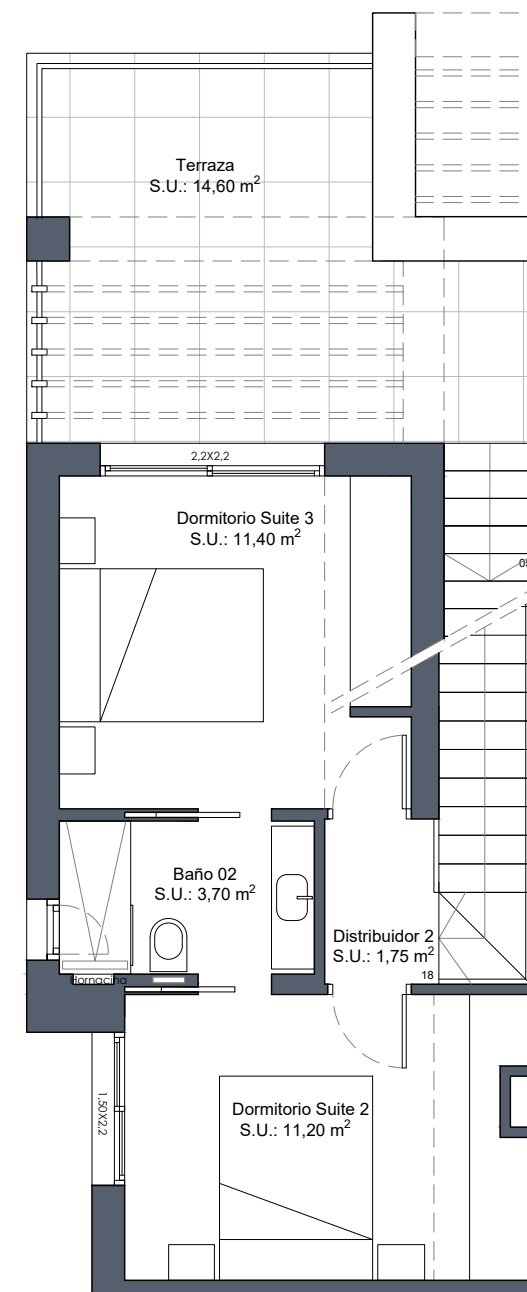 Terraza
S.U.: 14,60 m²
2,2X2,2
Dormitorio Suite 3
S.U.: 11,40 m²
Baño 02
S.U.: 3,70 m²
Distribuidor 2
S.U.: 1,75 m²
18
Hornacina
1,50X2,2
Dormitorio Suite 2
S.U.: 11,20 m²